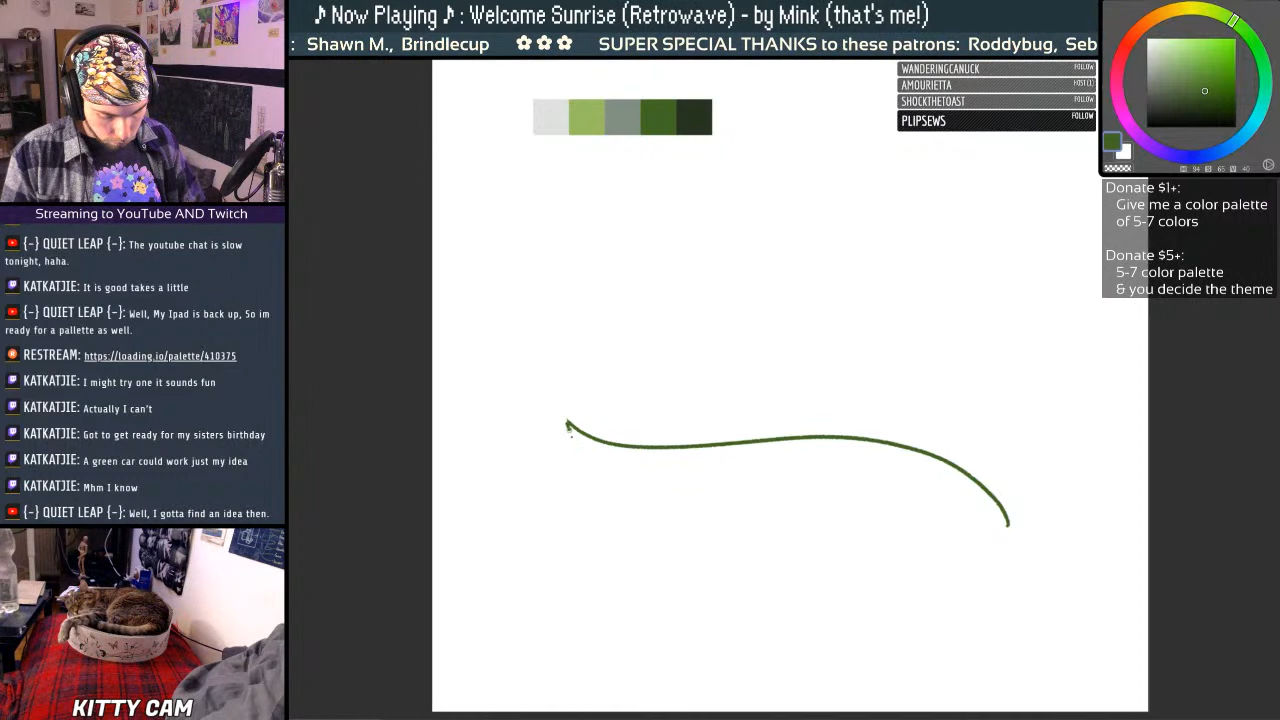 ♪ Now Playing ♪ : Welcome Sunrise (Retrowave) - by Mink (that's me!)
: Shawn M., Brindlecup ✿ ✿ ✿ SUPER SPECIAL THANKS to these patrons: Roddybug, Seb
WANDERINGCANUCK FOLLOW
AMOURIETTA
SHOCKTHETOAST FOLLOW
PLIPSEWS FOLLOW
Donate $1+:
Give me a color palette
of 5-7 colors
Donate $5+:
5-7 color palette
& you decide the theme
Streaming to YouTube AND Twitch
{-} QUIET LEAP {-}: The youtube chat is slow
tonight, haha.
KATKATJIE: It is good takes a little
{-} QUIET LEAP {-}: Well, My Ipad is back up, So im
ready for a pallette as well.
RESTREAM: https://loading.io/palette/410375
KATKATJIE: I might try one it sounds fun
KATKATJIE: Actually I can't
KATKATJIE: Got to get ready for my sisters birthday
KATKATJIE: A green car could work just my idea
KATKATJIE: Mhm I know
{-} QUIET LEAP {-}: Well, I gotta find an idea then.
KITTY CAM